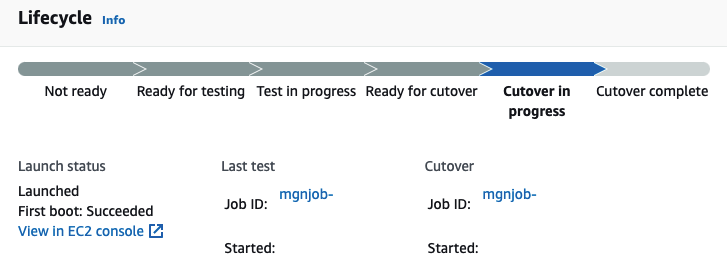 Lifecycle Info
Not ready
Ready for testing
Test in progress
Ready for cutover
Cutover in
progress
Cutover complete
Launch status
Launched
First boot: Succeeded
View in EC2 console
Last test
Job ID: mgnjob-
Started:
Cutover
Job ID: mgnjob-
Started: